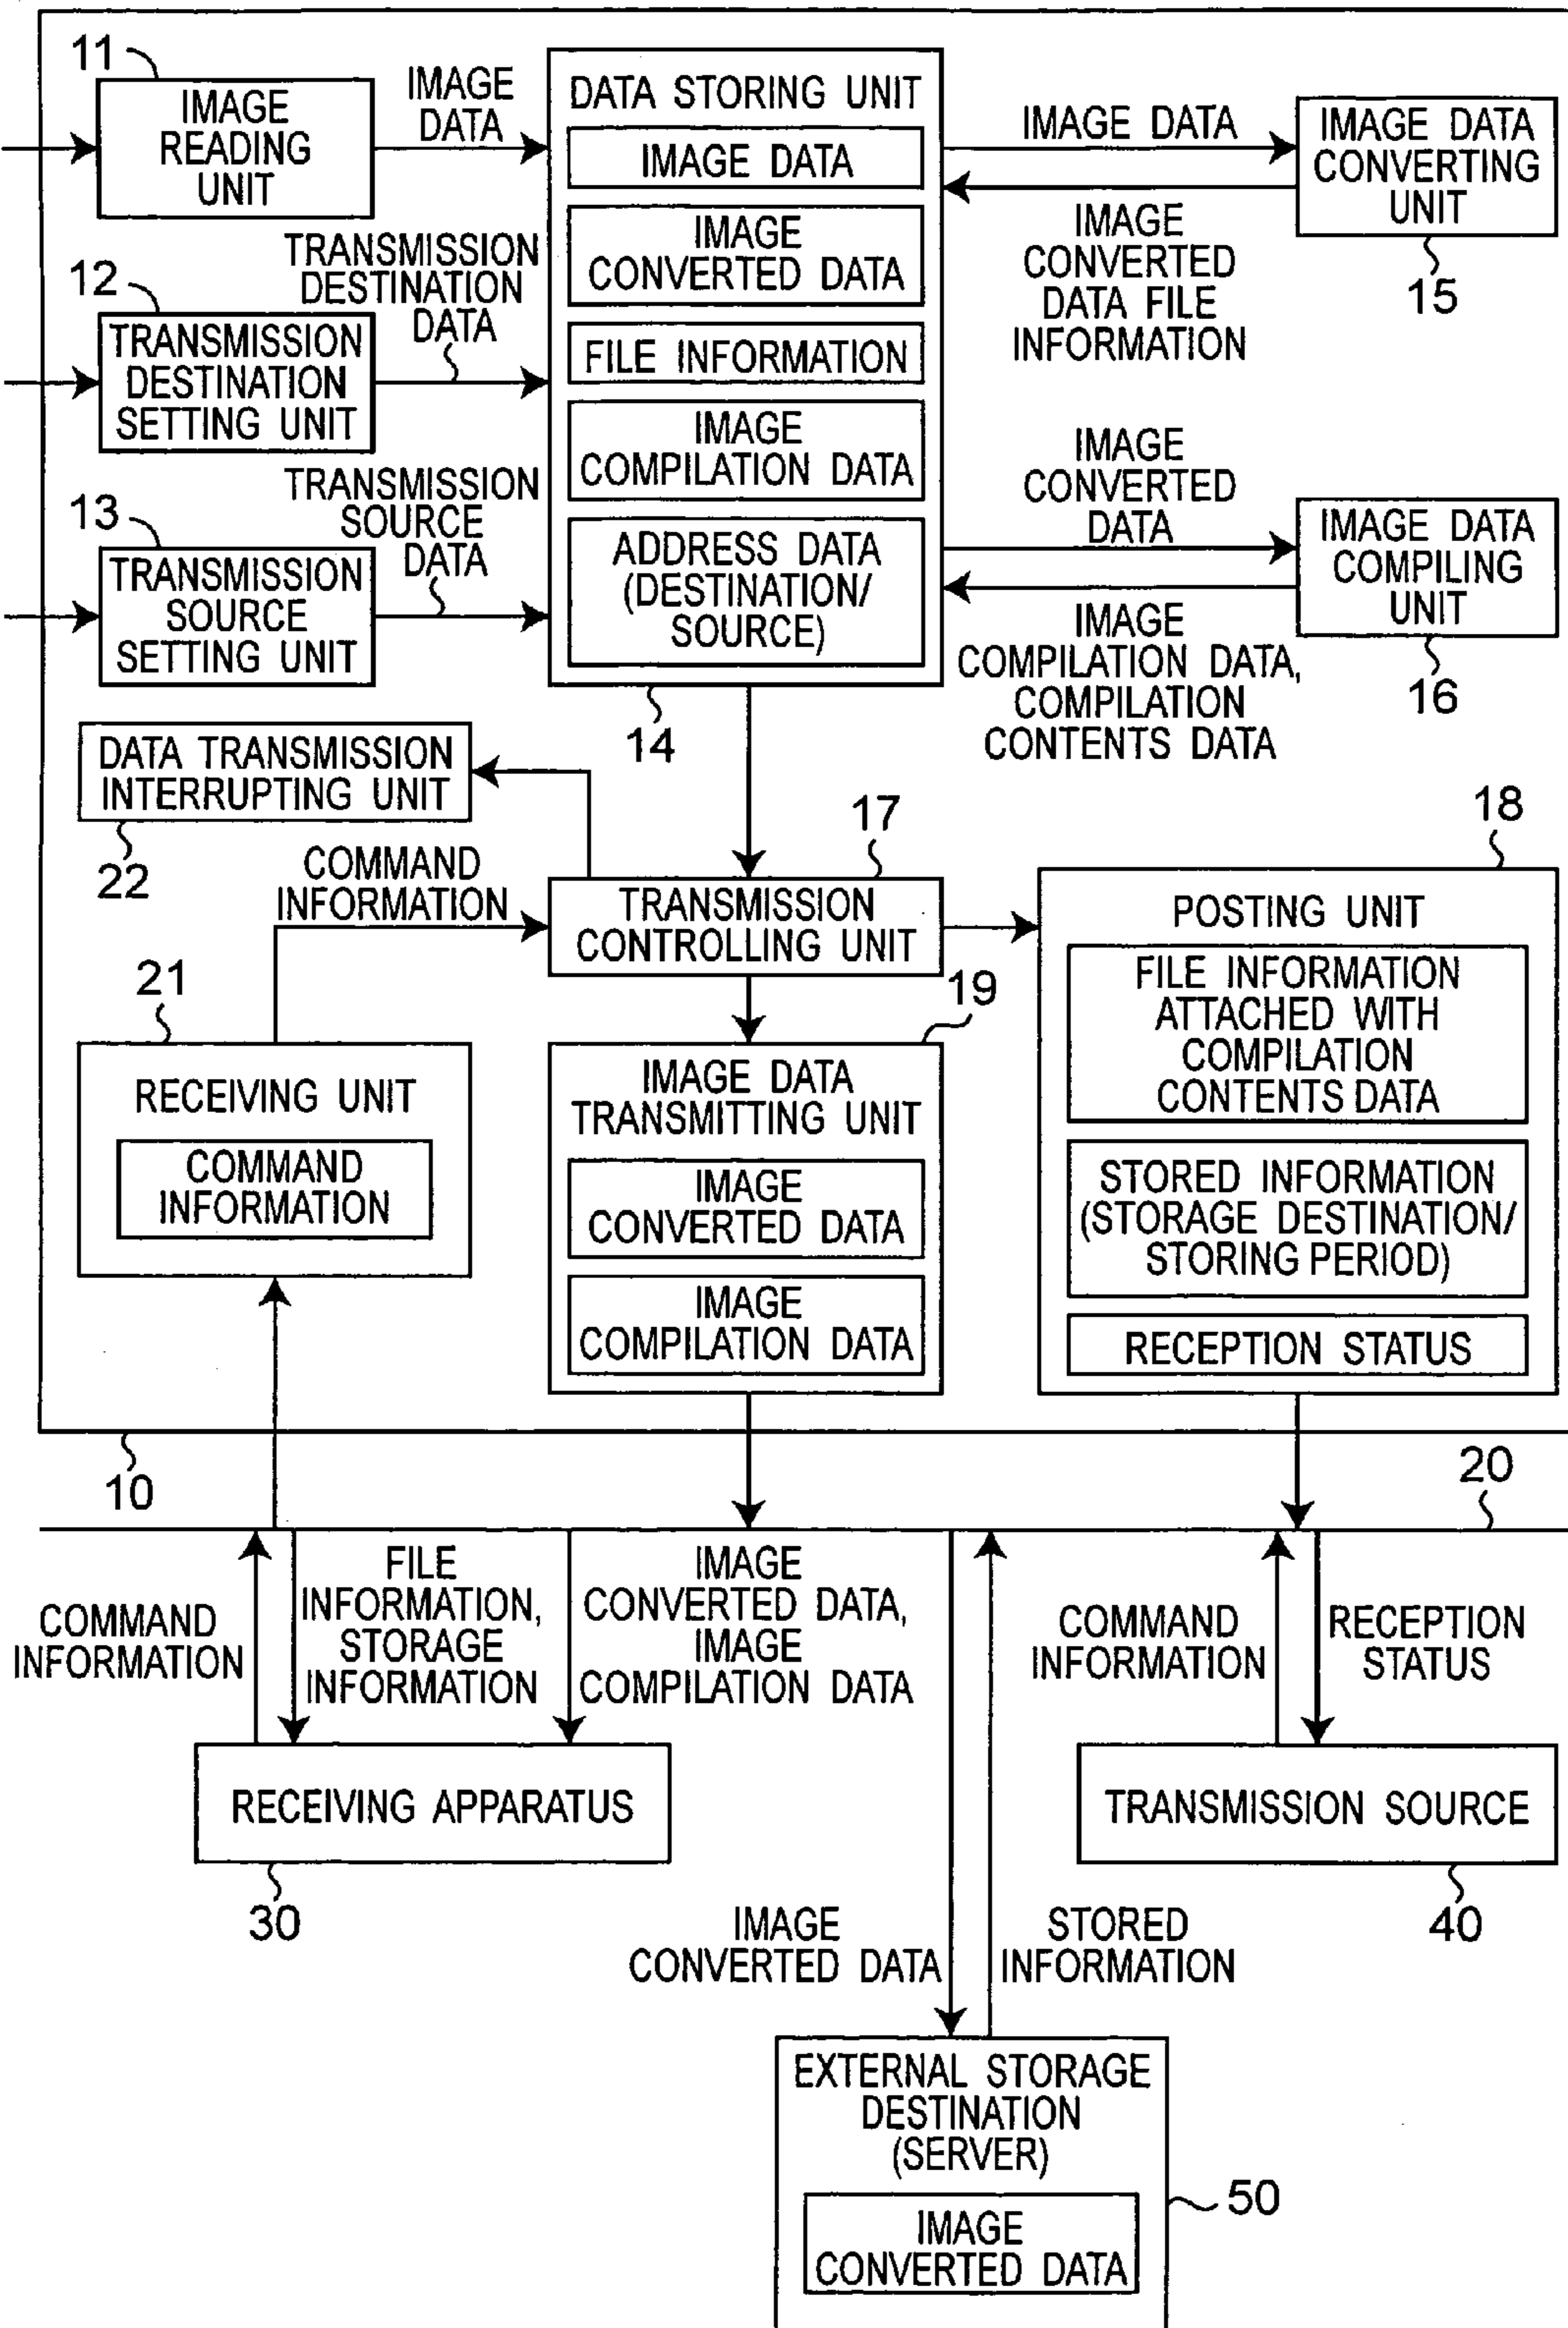 11
IMAGE
READING
UNIT
IMAGE
DATA
12
TRANSMISSION
DESTINATION
SETTING UNIT
TRANSMISSION
DESTINATION
DATA
13
TRANSMISSION
SOURCE
SETTING UNIT
TRANSMISSION
SOURCE
DATA
DATA STORING UNIT
IMAGE DATA
IMAGE
CONVERTED DATA
FILE INFORMATION
IMAGE
COMPILATION DATA
ADDRESS DATA
(DESTINATION/
SOURCE)
14
IMAGE DATA
IMAGE
CONVERTED
DATA FILE
INFORMATION
IMAGE DATA
CONVERTING
UNIT
15
IMAGE
CONVERTED
DATA
IMAGE
COMPILATION DATA,
COMPILATION
CONTENTS DATA
IMAGE DATA
COMPILING
UNIT
16
DATA TRANSMISSION
INTERRUPTING UNIT
22
COMMAND
INFORMATION
17
TRANSMISSION
CONTROLLING UNIT
18
POSTING UNIT
FILE INFORMATION
ATTACHED WITH
COMPILATION
CONTENTS DATA
STORED INFORMATION
(STORAGE DESTINATION/
STORING PERIOD)
RECEPTION STATUS
21
RECEIVING UNIT
COMMAND
INFORMATION
19
IMAGE DATA
TRANSMITTING UNIT
IMAGE
CONVERTED DATA
IMAGE
COMPILATION DATA
10
20
COMMAND
INFORMATION
FILE
INFORMATION,
STORAGE
INFORMATION
IMAGE
CONVERTED DATA,
IMAGE
COMPILATION DATA
COMMAND
INFORMATION
RECEPTION
STATUS
RECEIVING APPARATUS
30
TRANSMISSION SOURCE
40
IMAGE
CONVERTED DATA
STORED
INFORMATION
EXTERNAL STORAGE
DESTINATION
(SERVER)
IMAGE
CONVERTED DATA
50